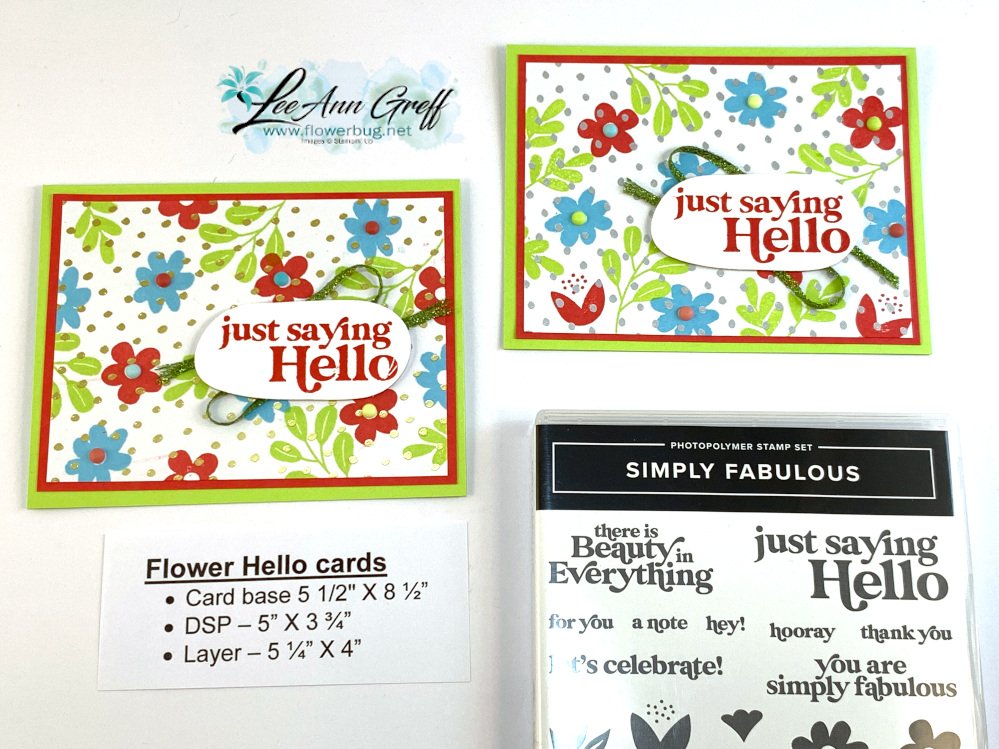 LeeAnn Greff
www.flowerbug.net
Images © Stampin' Up
just saying
Hello
just saying
Hello
Flower Hello cards
• Card base 5 1/2" X 8 ½”
• DSP – 5” X 3 ¾”
• Layer – 5 ¼” X 4”
PHOTOPOLYMER STAMP SET
SIMPLY FABULOUS
there is
Beauty in
Everything
just saying
Hello
for you a note hey!
hooray thank you
let's celebrate!
you are
simply fabulous